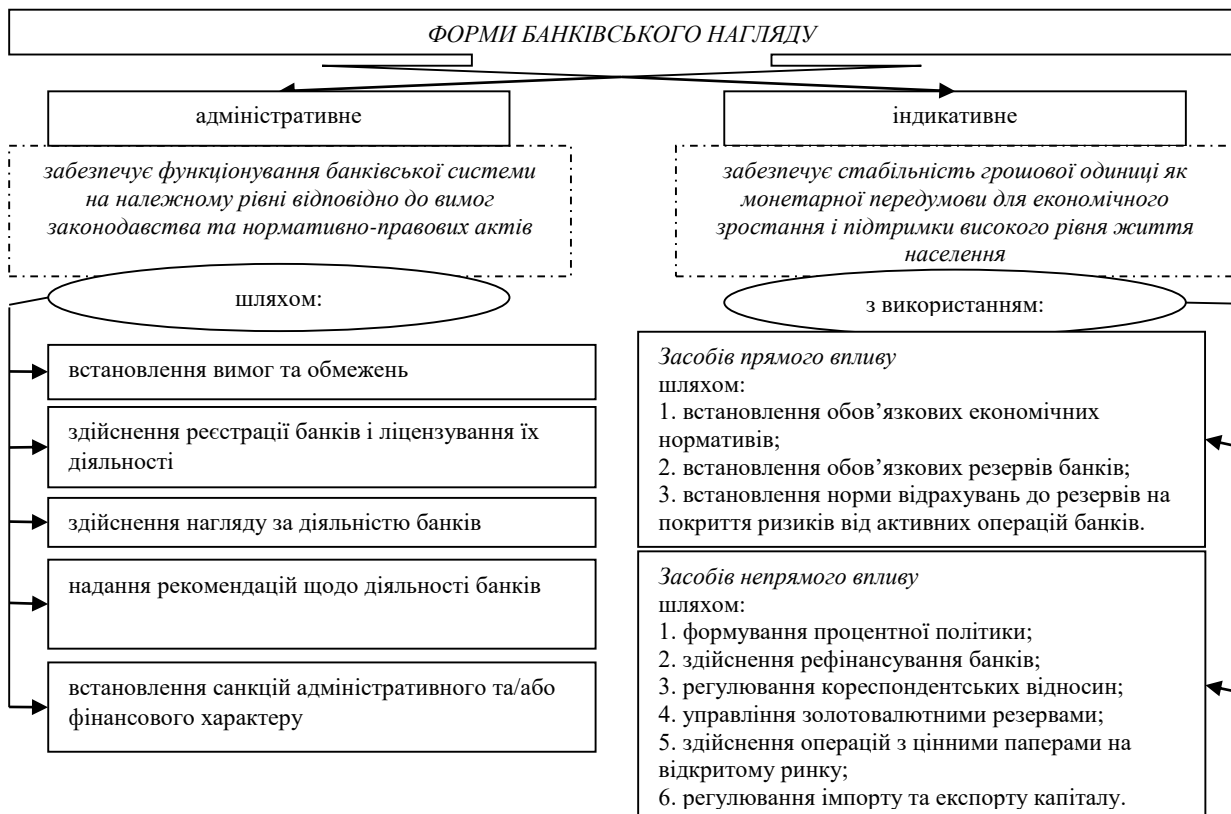 ФОРМИ БАНКІВСЬКОГО НАГЛЯДУ
адміністративне
забезпечує функціонування банківської системи
на належному рівні відповідно до вимог
законодавства та нормативно-правових актів
шляхом:
встановлення вимог та обмежень
здійснення реєстрації банків і ліцензування їх
діяльності
здійснення нагляду за діяльністю банків
надання рекомендацій щодо діяльності банків
встановлення санкцій адміністративного та/або
фінансового характеру
індикативне
забезпечує стабільність грошової одиниці як
монетарної передумови для економічного
зростання і підтримки високого рівня життя
населення
з використанням:
Засобів прямого впливу
шляхом:
1. встановлення обов’язкових економічних
нормативів;
2. встановлення обов’язкових резервів банків;
3. встановлення норми відрахувань до резервів на
покриття ризиків від активних операцій банків.
Засобів непрямого впливу
шляхом:
1. формування процентної політики;
2. здійснення рефінансування банків;
3. регулювання кореспондентських відносин;
4. управління золотовалютними резервами;
5. здійснення операцій з цінними паперами на
відкритому ринку;
6. регулювання імпорту та експорту капіталу.